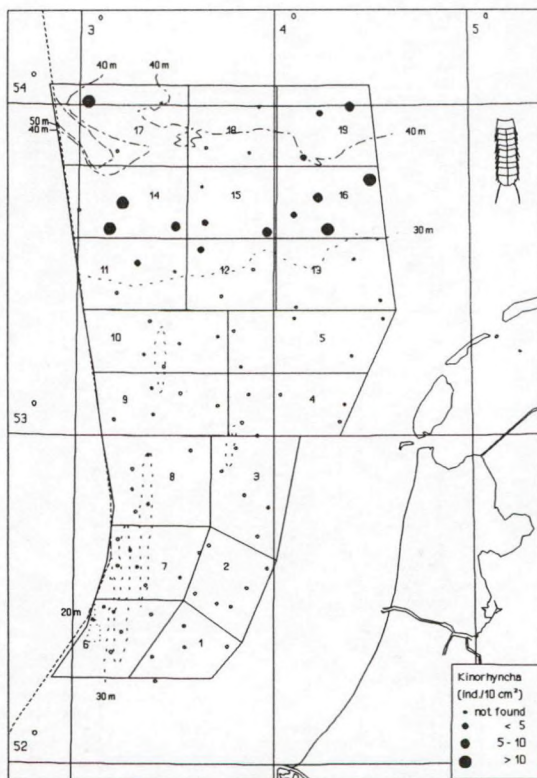 3° 4° 5°
54°
40 m 40 m
50 m
40 m 17 18 19 40 m
14 15 16
30 m
11 12 13
10 5
9 4
53°
8 3
7 2
20 m
6 1
30 m
52°
Kinorhyncha
(ind./10 cm²)
not found
< 5
5 - 10
> 10